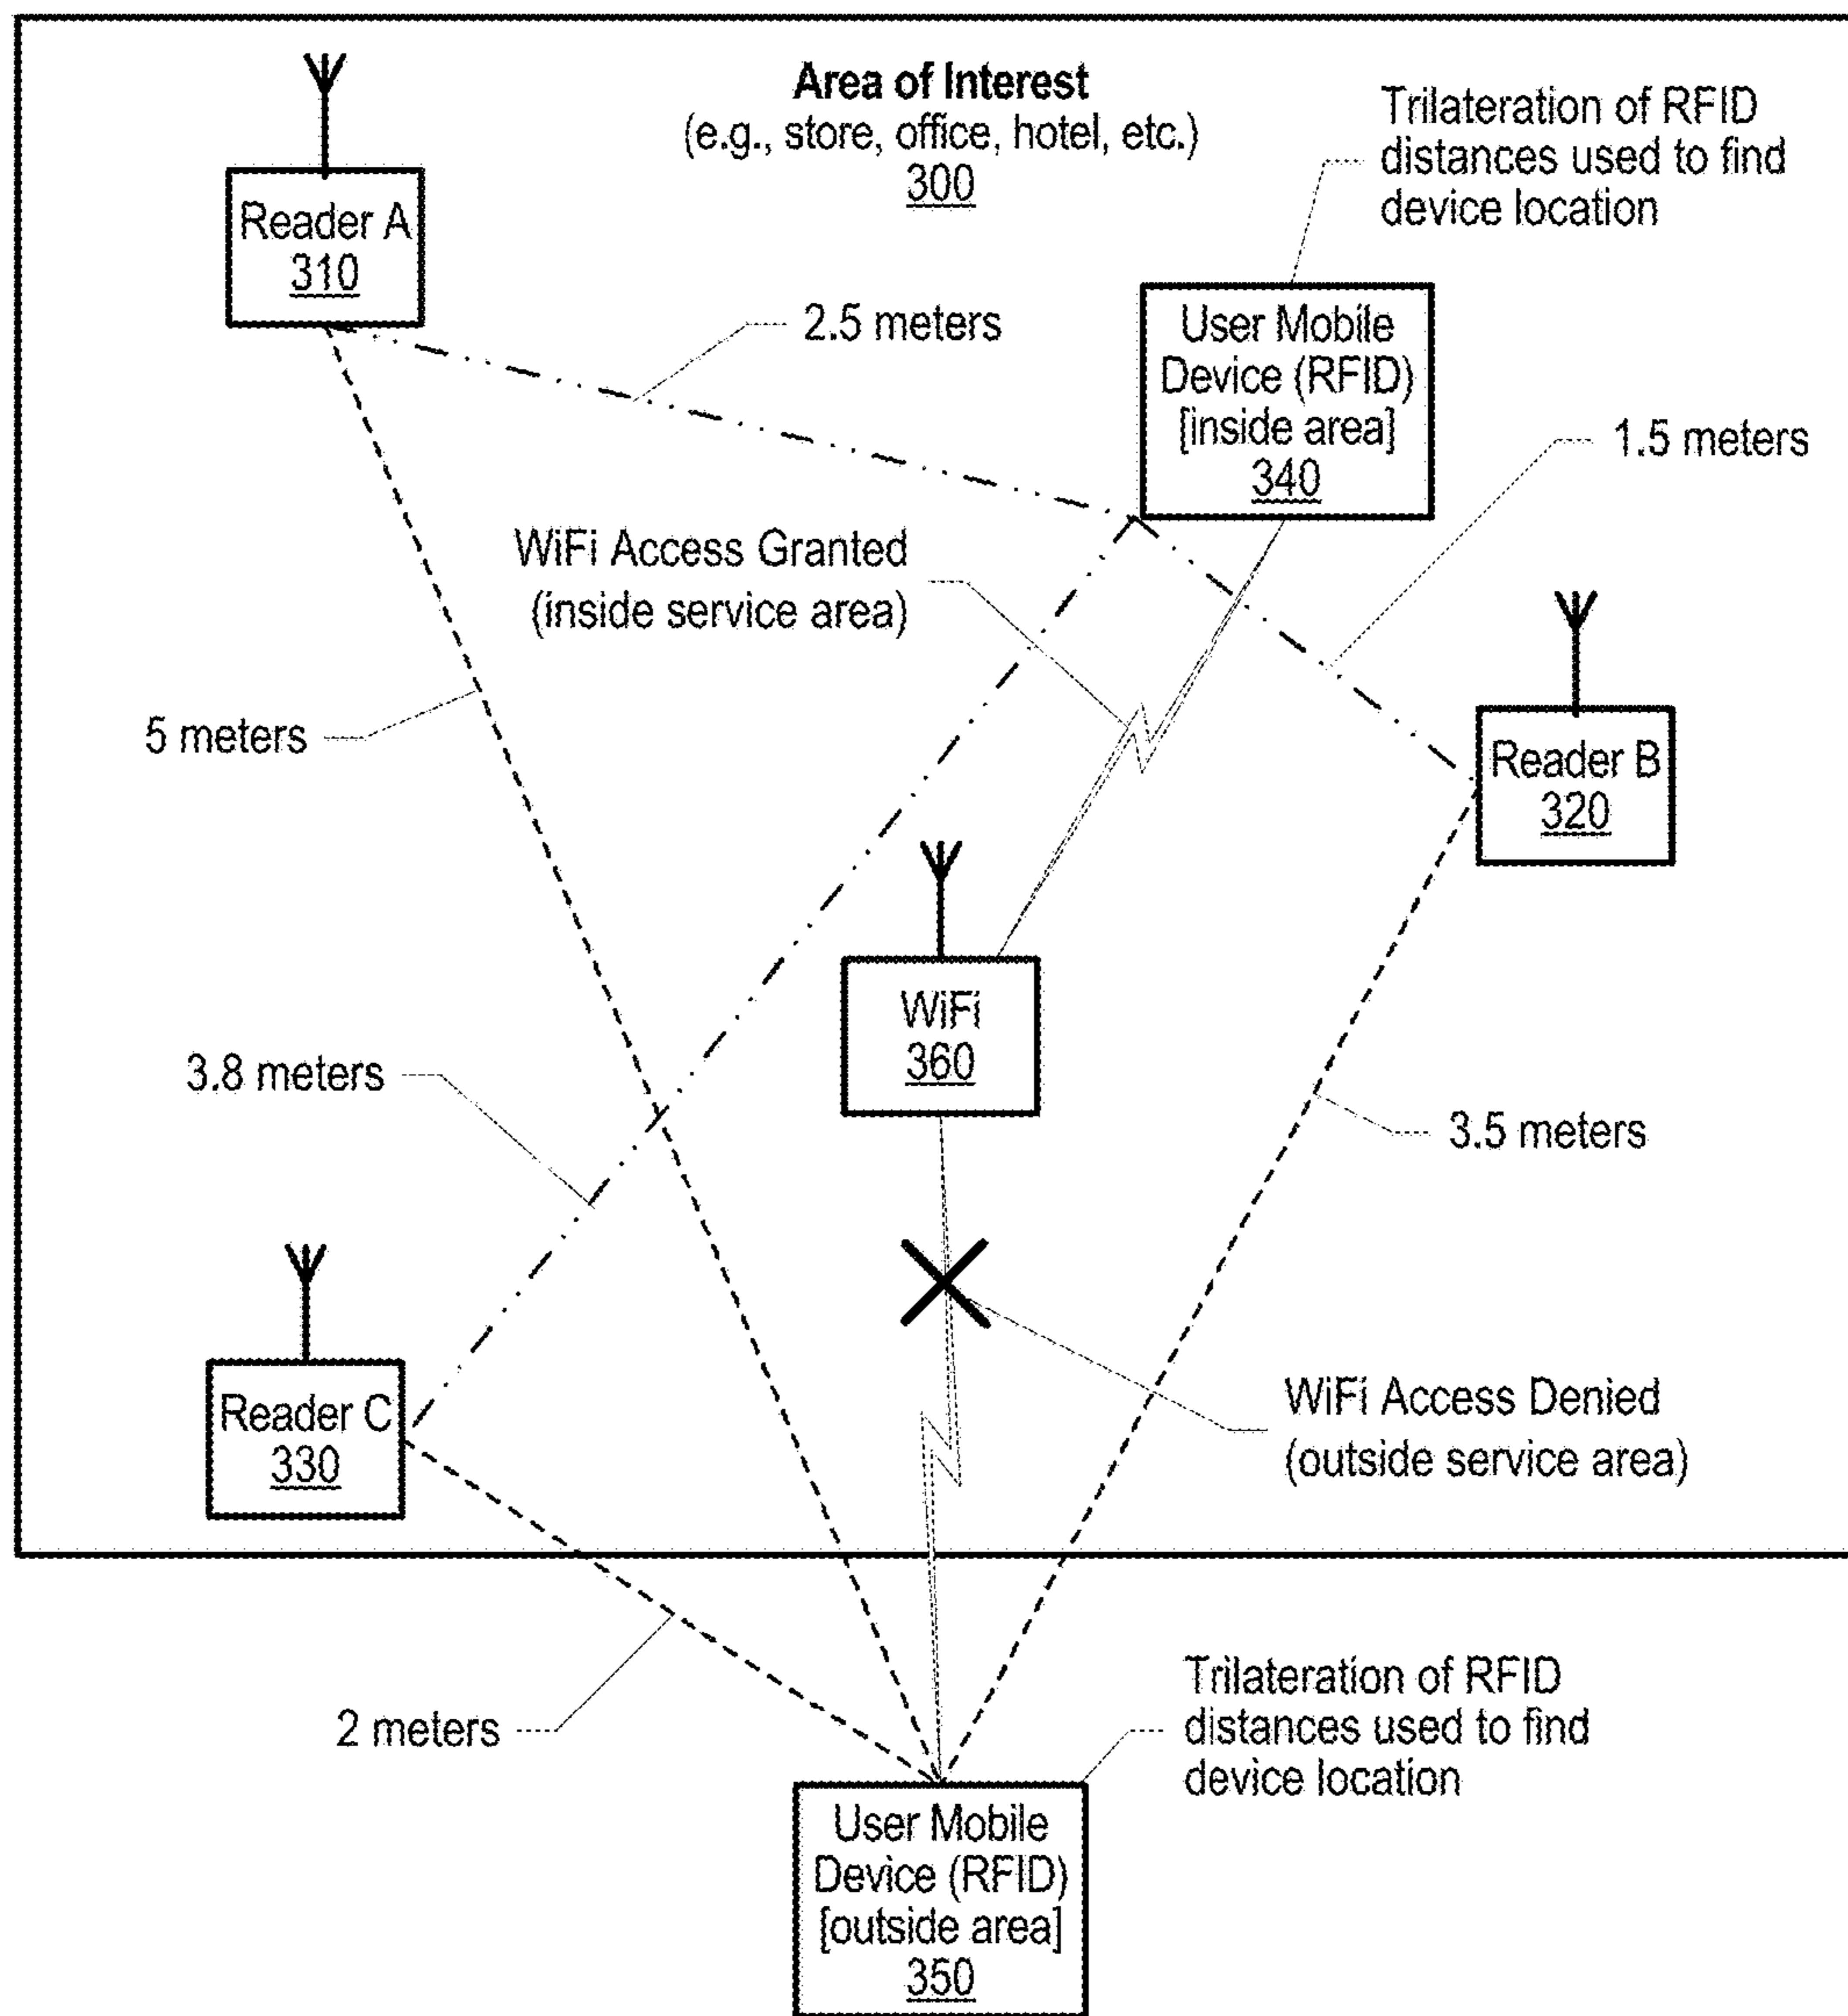 Area of Interest
(e.g., store, office, hotel, etc.)
300
Trilateration of RFID
distances used to find
device location
Reader A
310
2.5 meters
User Mobile
Device (RFID)
[inside area]
340
1.5 meters
WiFi Access Granted
(inside service area)
5 meters
Reader B
320
WiFi
360
3.8 meters
3.5 meters
Reader C
330
WiFi Access Denied
(outside service area)
2 meters
Trilateration of RFID
distances used to find
device location
User Mobile
Device (RFID)
[outside area]
350